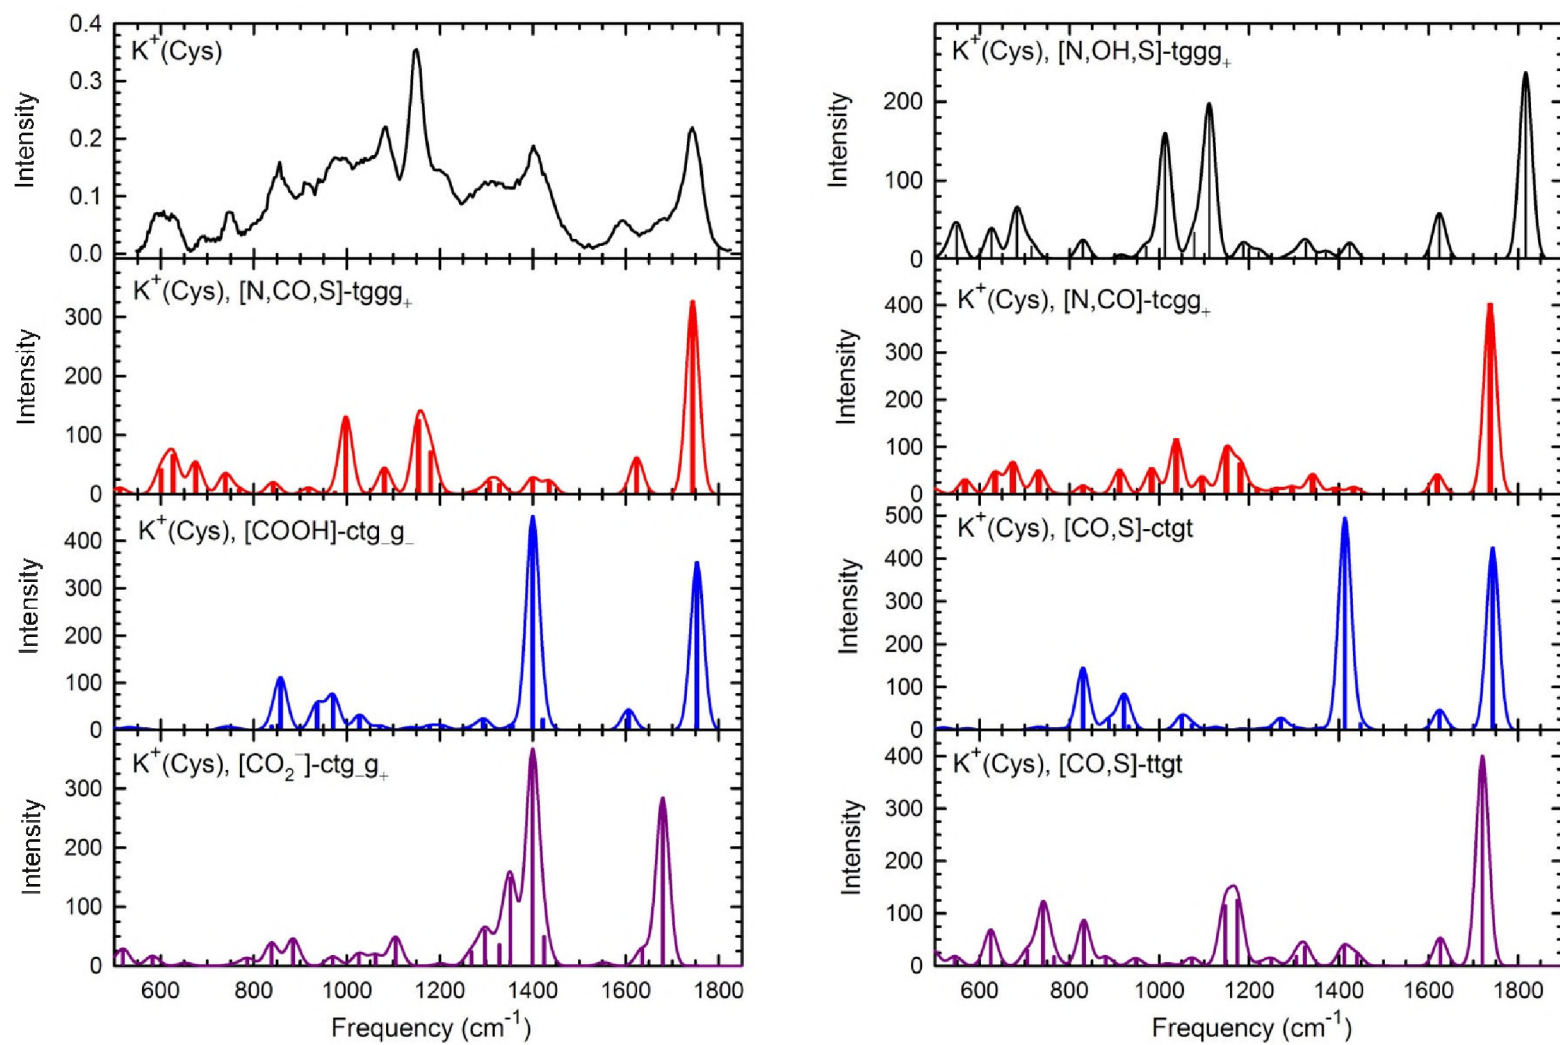 0.4
K⁺(Cys)
0.3
0.2
0.1
0.0
Intensity
K⁺(Cys), [N,CO,S]-tggg₊
300
200
100
0
Intensity
K⁺(Cys), [COOH]-ctg₋g₋
400
300
200
100
0
Intensity
K⁺(Cys), [CO₂⁻]-ctg₋g₊
300
200
100
0
Intensity
600 800 1000 1200 1400 1600 1800
Frequency (cm⁻¹)
K⁺(Cys), [N,OH,S]-tggg₊
200
100
0
Intensity
K⁺(Cys), [N,CO]-tcgg₊
400
300
200
100
0
Intensity
K⁺(Cys), [CO,S]-ctgt
500
400
300
200
100
0
Intensity
K⁺(Cys), [CO,S]-ttgt
400
300
200
100
0
Intensity
600 800 1000 1200 1400 1600 1800
Frequency (cm⁻¹)